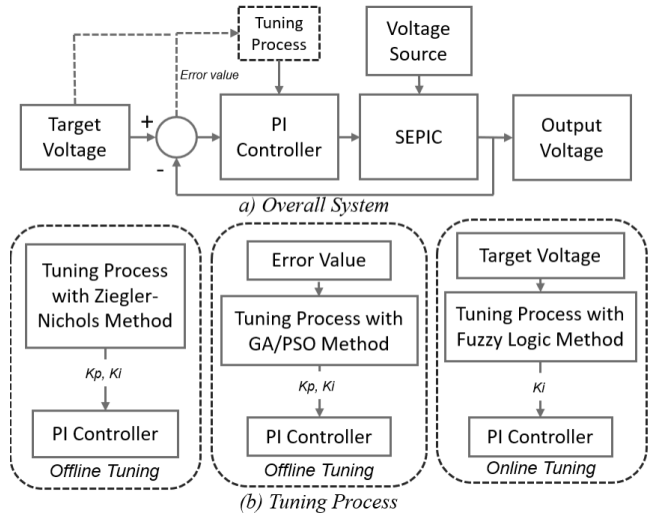 Tuning
Process
Voltage
Source
Error value
Target
Voltage
+
-
PI
Controller
SEPIC
Output
Voltage
a) Overall System
Tuning Process
with Ziegler-
Nichols Method
Kp, Ki
PI Controller
Offline Tuning
Error Value
Tuning Process with
GA/PSO Method
Kp, Ki
PI Controller
Offline Tuning
Target Voltage
Tuning Process with
Fuzzy Logic Method
Ki
PI Controller
Online Tuning
(b) Tuning Process